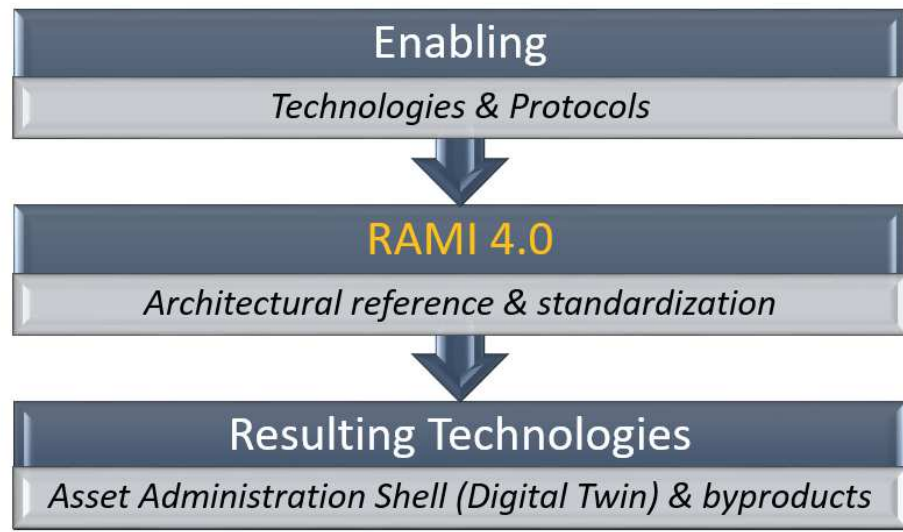 Enabling
Technologies & Protocols
RAMI 4.0
Architectural reference & standardization
Resulting Technologies
Asset Administration Shell (Digital Twin) & byproducts